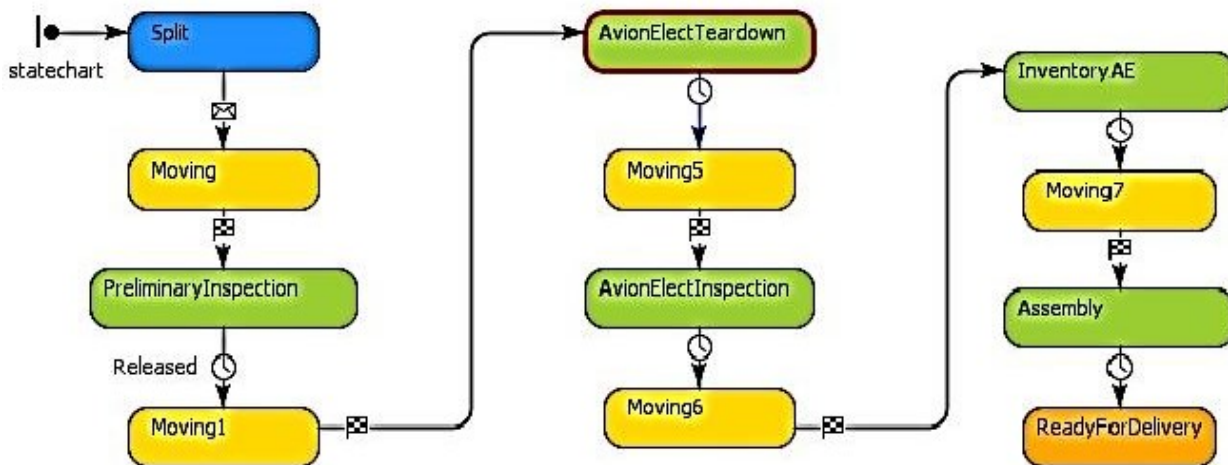 Split
statechart
Moving
PreliminaryInspection
Released
Moving1
AvionElectTeardown
Moving5
AvionElectInspection
Moving6
InventoryAE
Moving7
Assembly
ReadyForDelivery